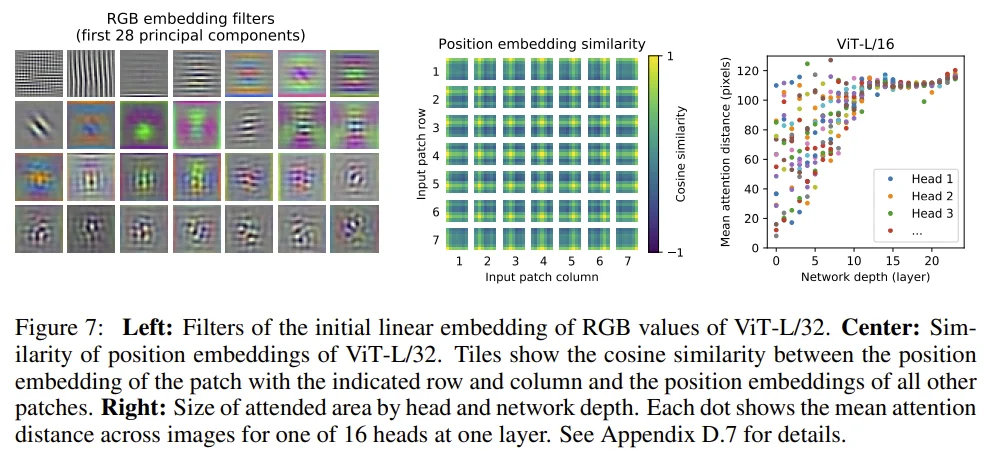 RGB embedding filters
(first 28 principal components)
Position embedding similarity
1
2
3
4
5
6
7
Input patch row
1 2 3 4 5 6 7
Input patch column
1
−1
Cosine similarity
ViT-L/16
120
100
80
60
40
20
0
Mean attention distance (pixels)
Head 1
Head 2
Head 3
...
0 5 10 15 20
Network depth (layer)
Figure 7: Left: Filters of the initial linear embedding of RGB values of ViT-L/32. Center: Sim-
ilarity of position embeddings of ViT-L/32. Tiles show the cosine similarity between the position
embedding of the patch with the indicated row and column and the position embeddings of all other
patches. Right: Size of attended area by head and network depth. Each dot shows the mean attention
distance across images for one of 16 heads at one layer. See Appendix D.7 for details.